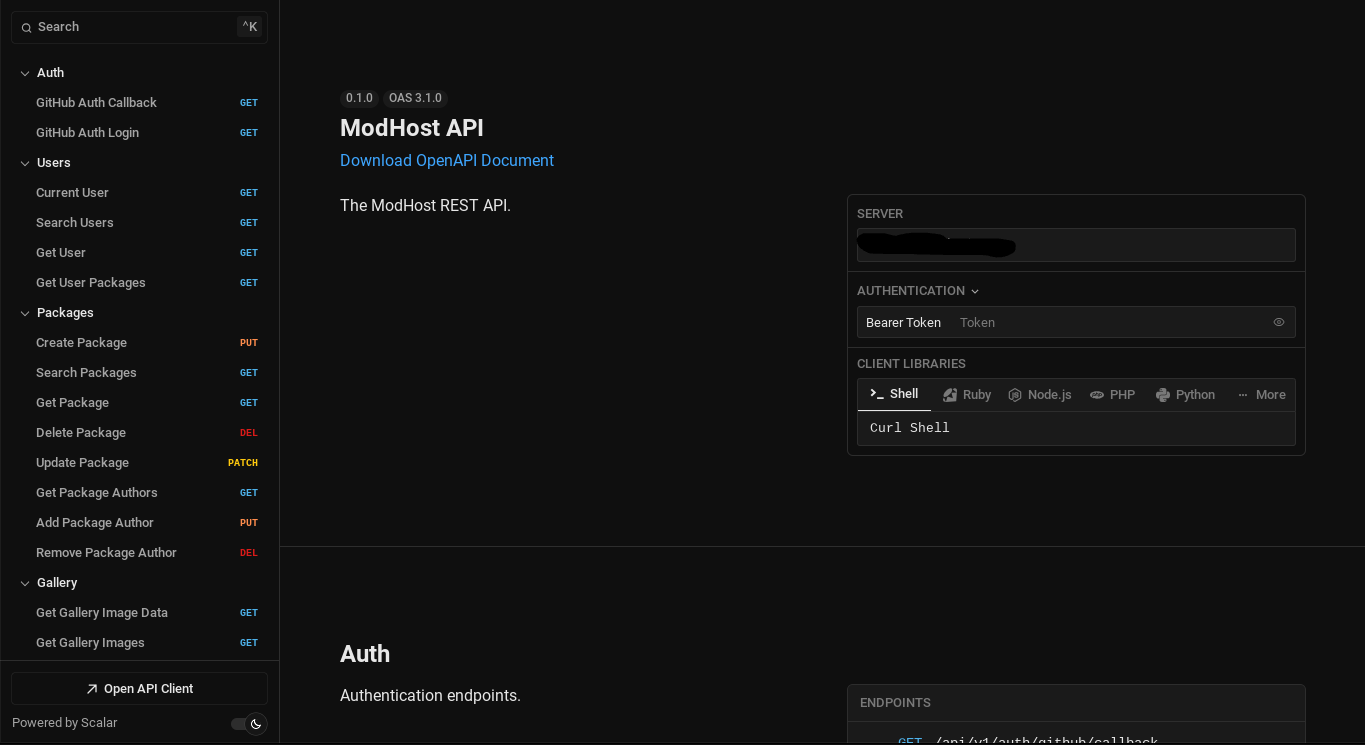 Search ^K
Auth
GitHub Auth Callback GET
GitHub Auth Login GET
Users
Current User GET
Search Users GET
Get User GET
Get User Packages GET
Packages
Create Package PUT
Search Packages GET
Get Package GET
Delete Package DEL
Update Package PATCH
Get Package Authors GET
Add Package Author PUT
Remove Package Author DEL
Gallery
Get Gallery Image Data GET
Get Gallery Images GET
Open API Client
Powered by Scalar
0.1.0 OAS 3.1.0
ModHost API
Download OpenAPI Document
The ModHost REST API.
SERVER
AUTHENTICATION
Bearer Token Token
CLIENT LIBRARIES
Shell Ruby Node.js PHP Python More
Curl Shell
Auth
Authentication endpoints.
ENDPOINTS
GET /api/v1/auth/github/callback